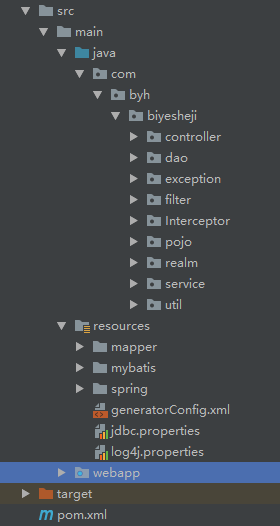 src
main
java
com
byh
biyesheji
controller
dao
exception
filter
Interceptor
pojo
realm
service
util
resources
mapper
mybatis
spring
generatorConfig.xml
jdbc.properties
log4j.properties
webapp
target
pom.xml